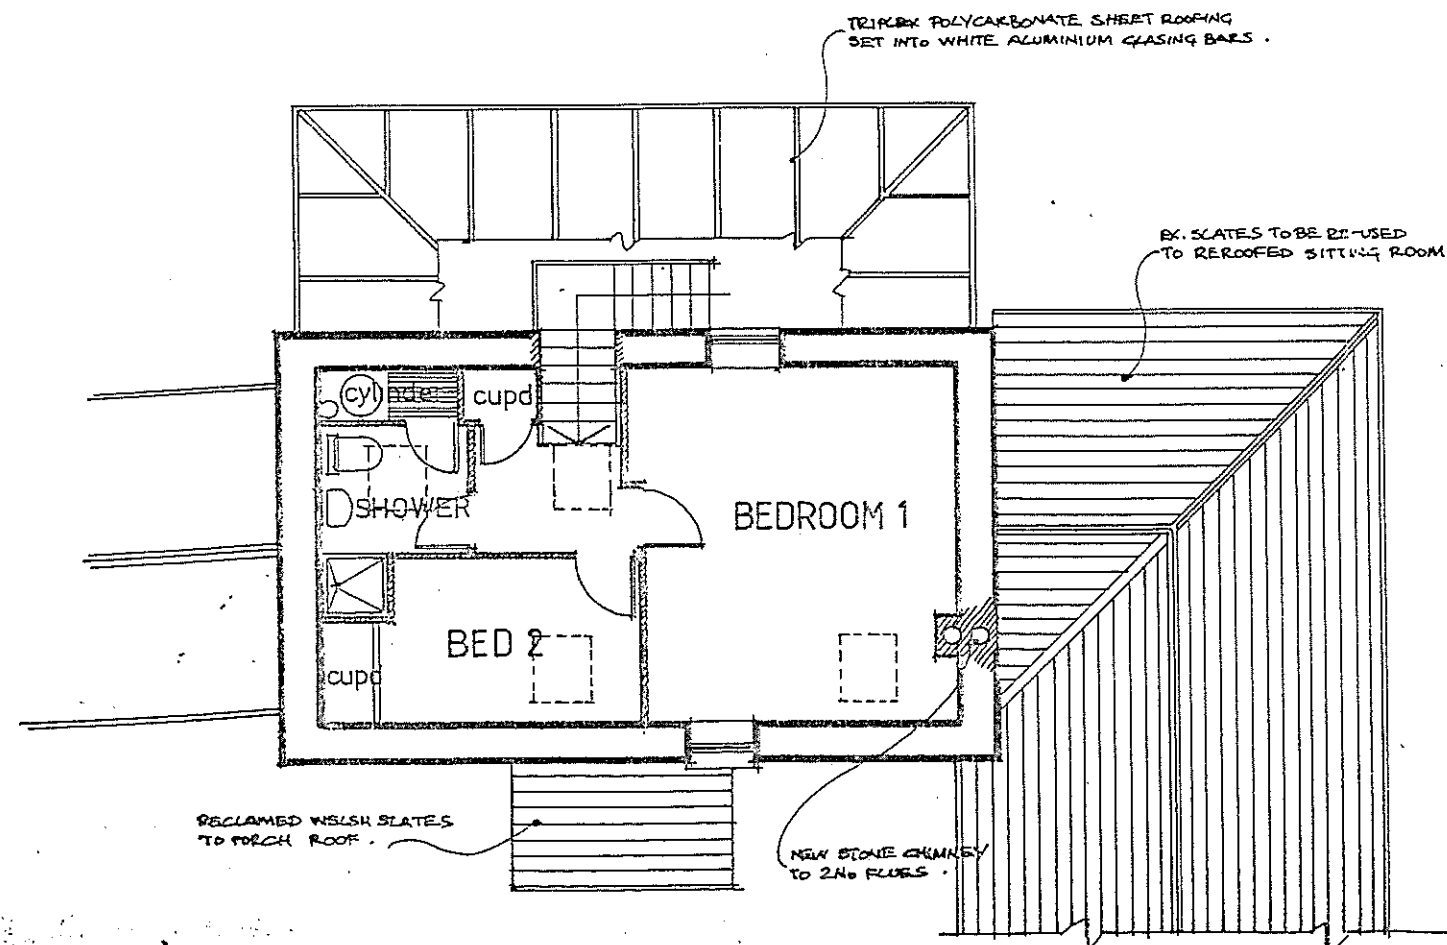 TRIPLEX POLYCARBONATE SHEET ROOFING
SET INTO WHITE ALUMINIUM GLASING BARS .
EX. SLATES TO BE RE-USED
TO REROOFED SITTING ROOM
cylinder
cupd
SHOWER
BEDROOM 1
BED 2
cupd
RECLAIMED WELSH SLATES
TO PORCH ROOF .
NEW STONE CHIMNEY
TO 2No FLUES .